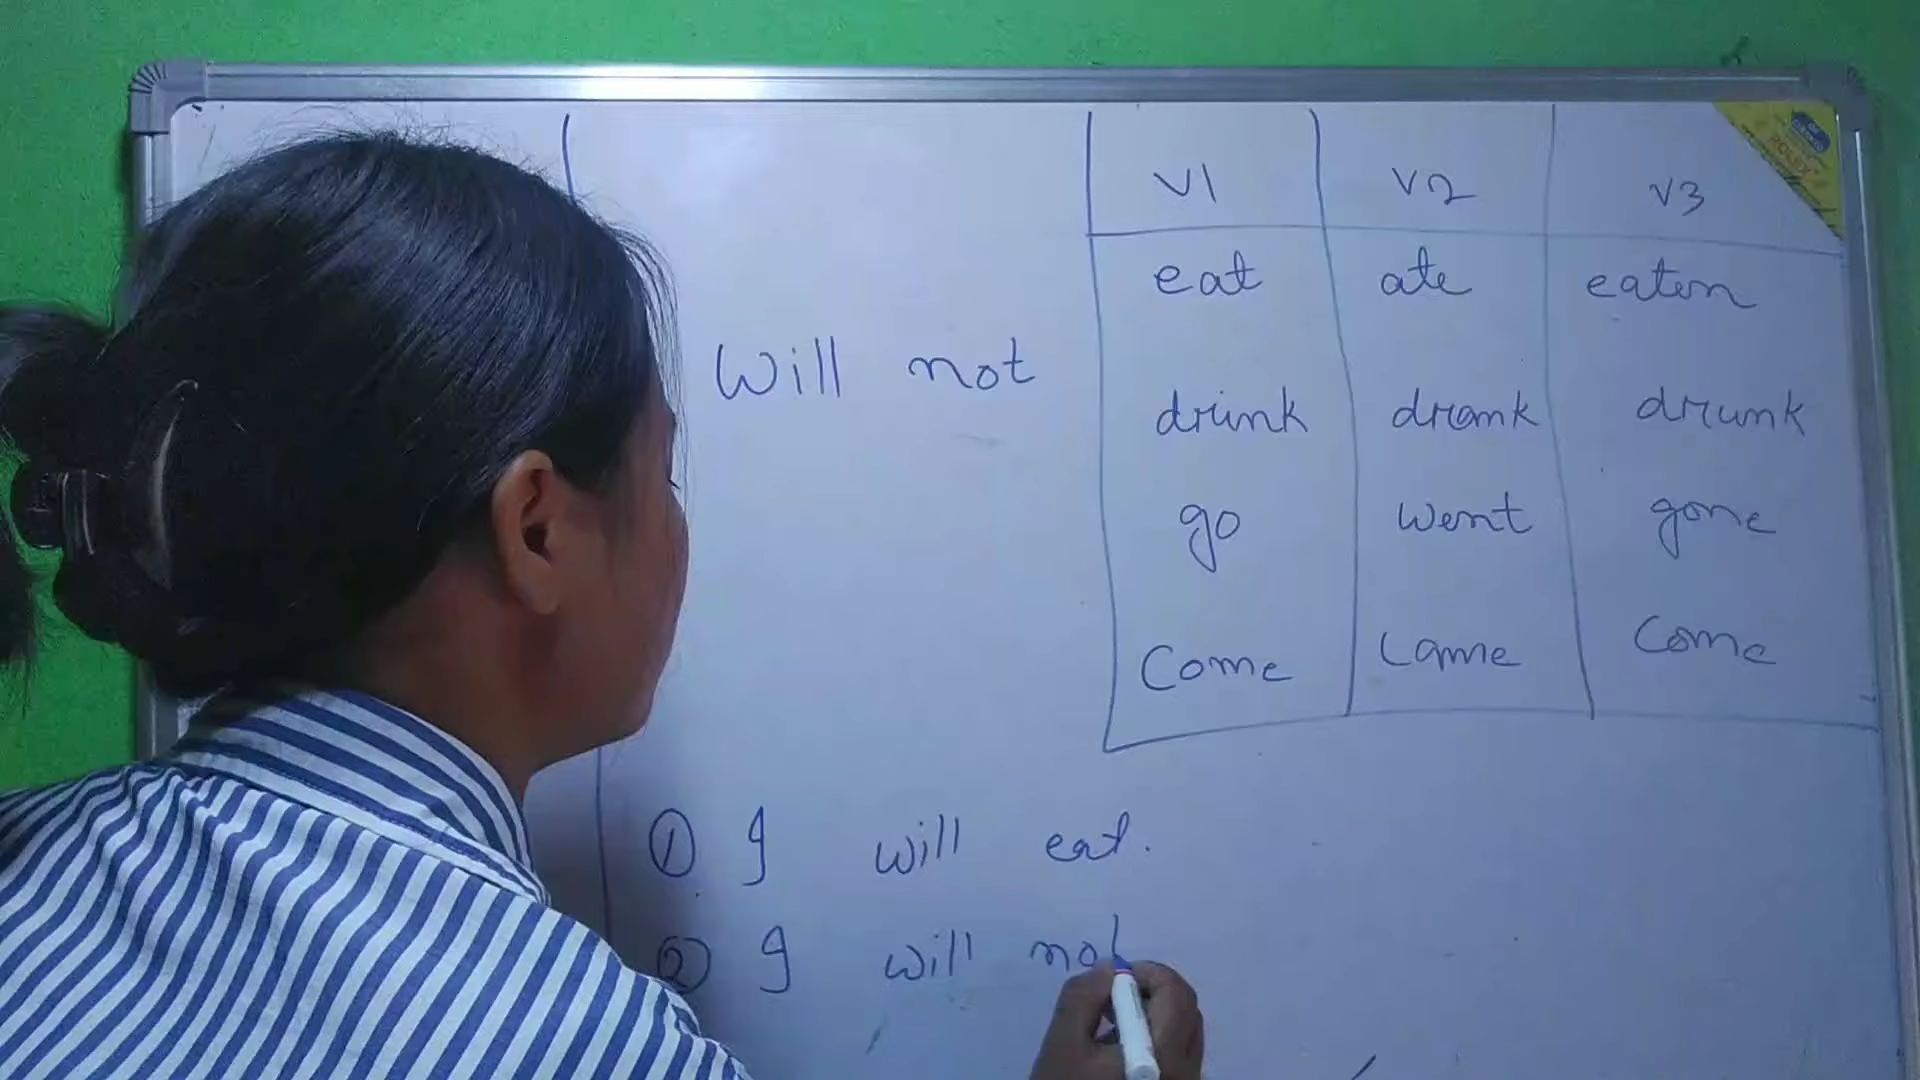 V1 V2 V3
eat ate eaten
Will not
drink drank drunk
go went gone
Come Came Come
① I will eat.
② I will not
ROLEX